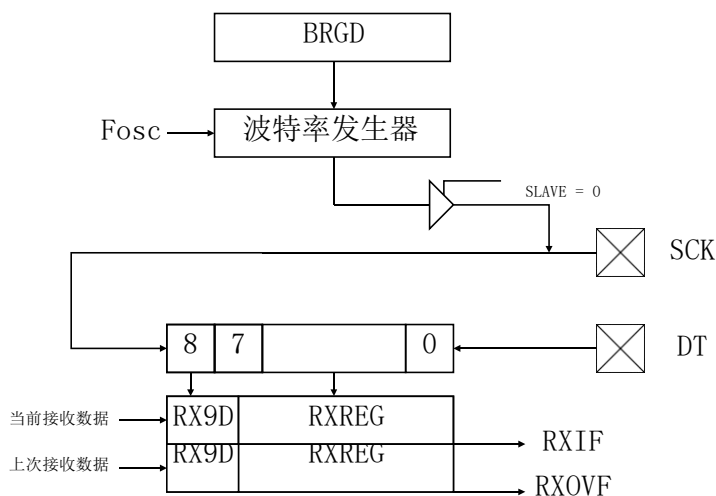 BRGD
Fosc
波特率发生器
SLAVE = 0
SCK
8 7 0
DT
当前接收数据
RX9D RXREG
RXIF
上次接收数据
RX9D RXREG
RXOVF